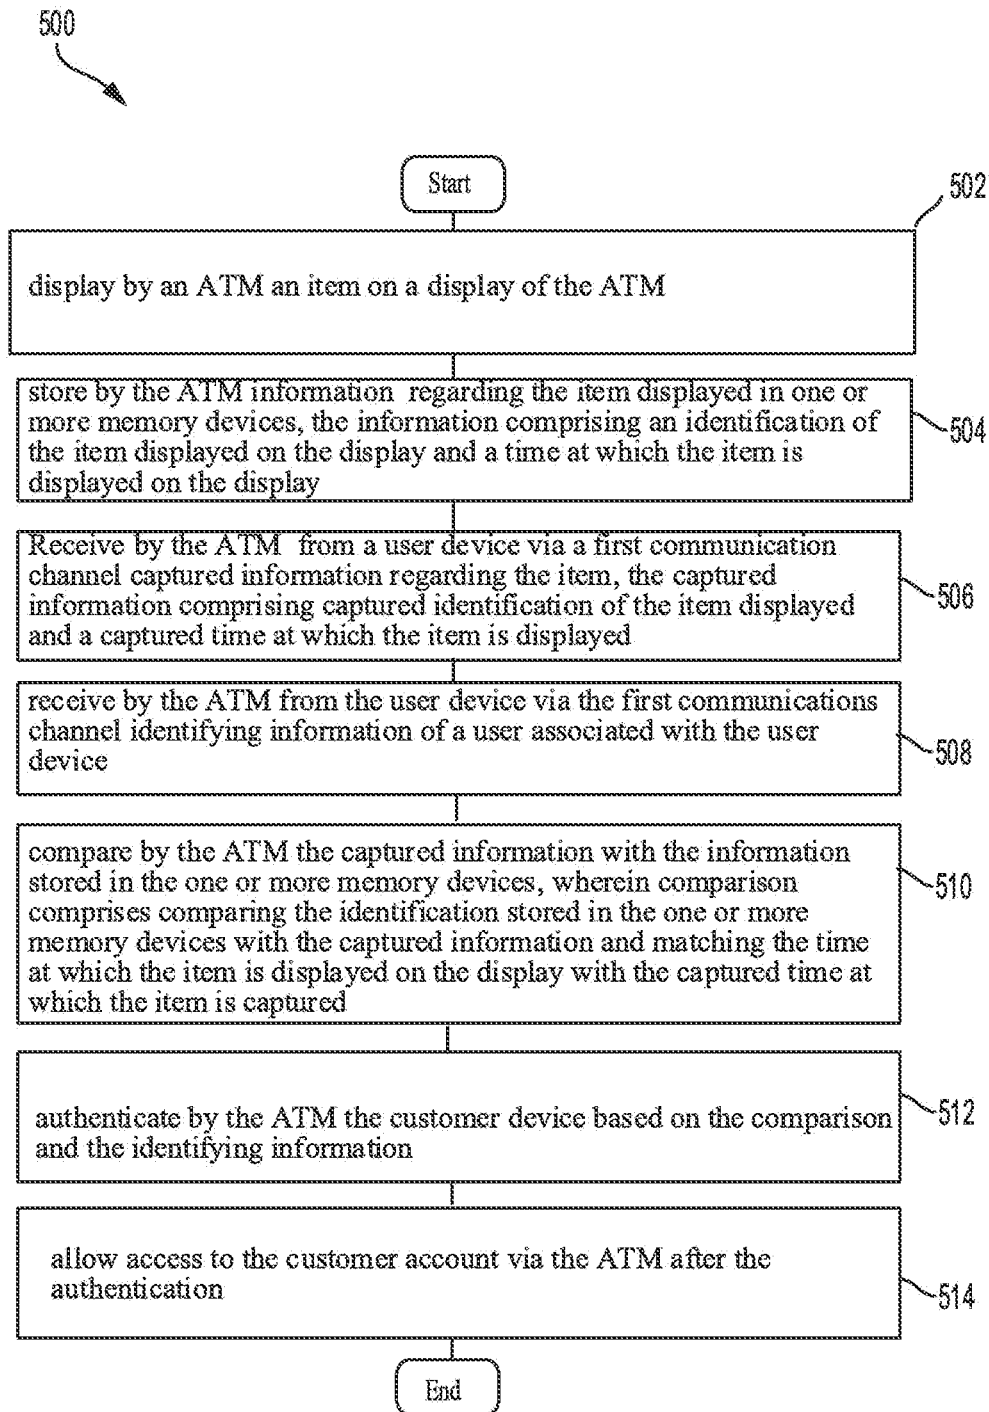 500
Start
502
display by an ATM an item on a display of the ATM
store by the ATM information regarding the item displayed in one or
more memory devices, the information comprising an identification of
the item displayed on the display and a time at which the item is
displayed on the display
504
Receive by the ATM from a user device via a first communication
channel captured information regarding the item, the captured
information comprising captured identification of the item displayed
and a captured time at which the item is displayed
506
receive by the ATM from the user device via the first communications
channel identifying information of a user associated with the user
device
508
compare by the ATM the captured information with the information
stored in the one or more memory devices, wherein comparison
comprises comparing the identification stored in the one or more
memory devices with the captured information and matching the time
at which the item is displayed on the display with the captured time at
which the item is captured
510
authenticate by the ATM the customer device based on the comparison
and the identifying information
512
allow access to the customer account via the ATM after the
authentication
514
End